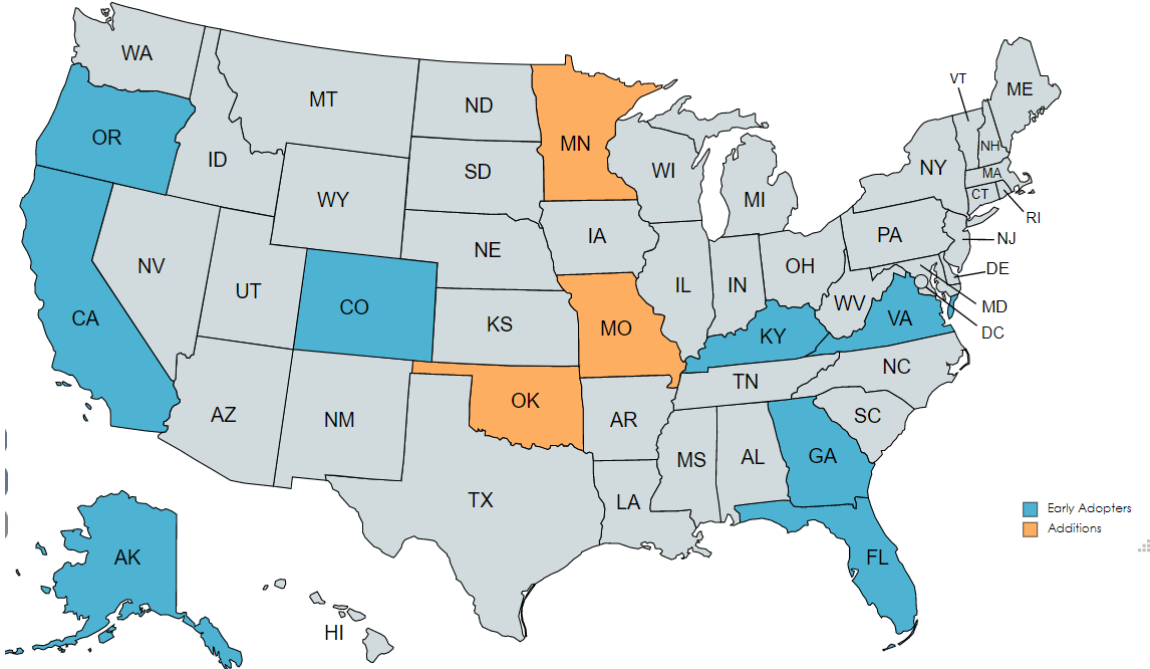 WA
OR
CA
ID
NV
MT
WY
UT
CO
AZ
NM
ND
SD
NE
KS
OK
TX
MN
IA
MO
AR
LA
WI
IL
MI
IN
OH
KY
TN
MS
AL
GA
FL
SC
NC
VA
WV
PA
NY
VT
NH
ME
MA
CT
RI
NJ
DE
MD
DC
AK
HI
Early Adopters
Additions